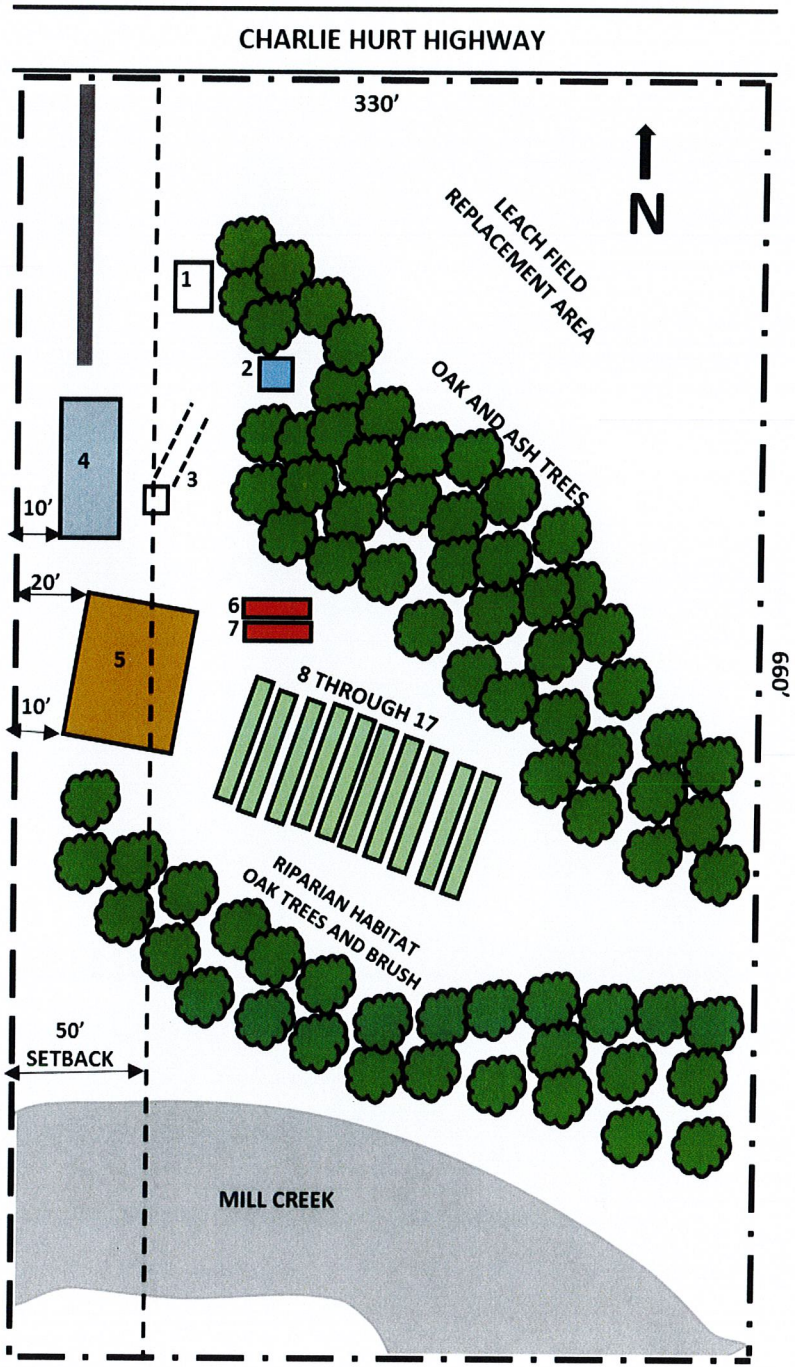 CHARLIE HURT HIGHWAY
330'
N
LEACH FIELD
REPLACEMENT AREA
1
2
OAK AND ASH TREES
4
3
10'
20'
6
7
5
660'
8 THROUGH 17
10'
RIPARIAN HABITAT
OAK TREES AND BRUSH
50'
SETBACK
MILL CREEK